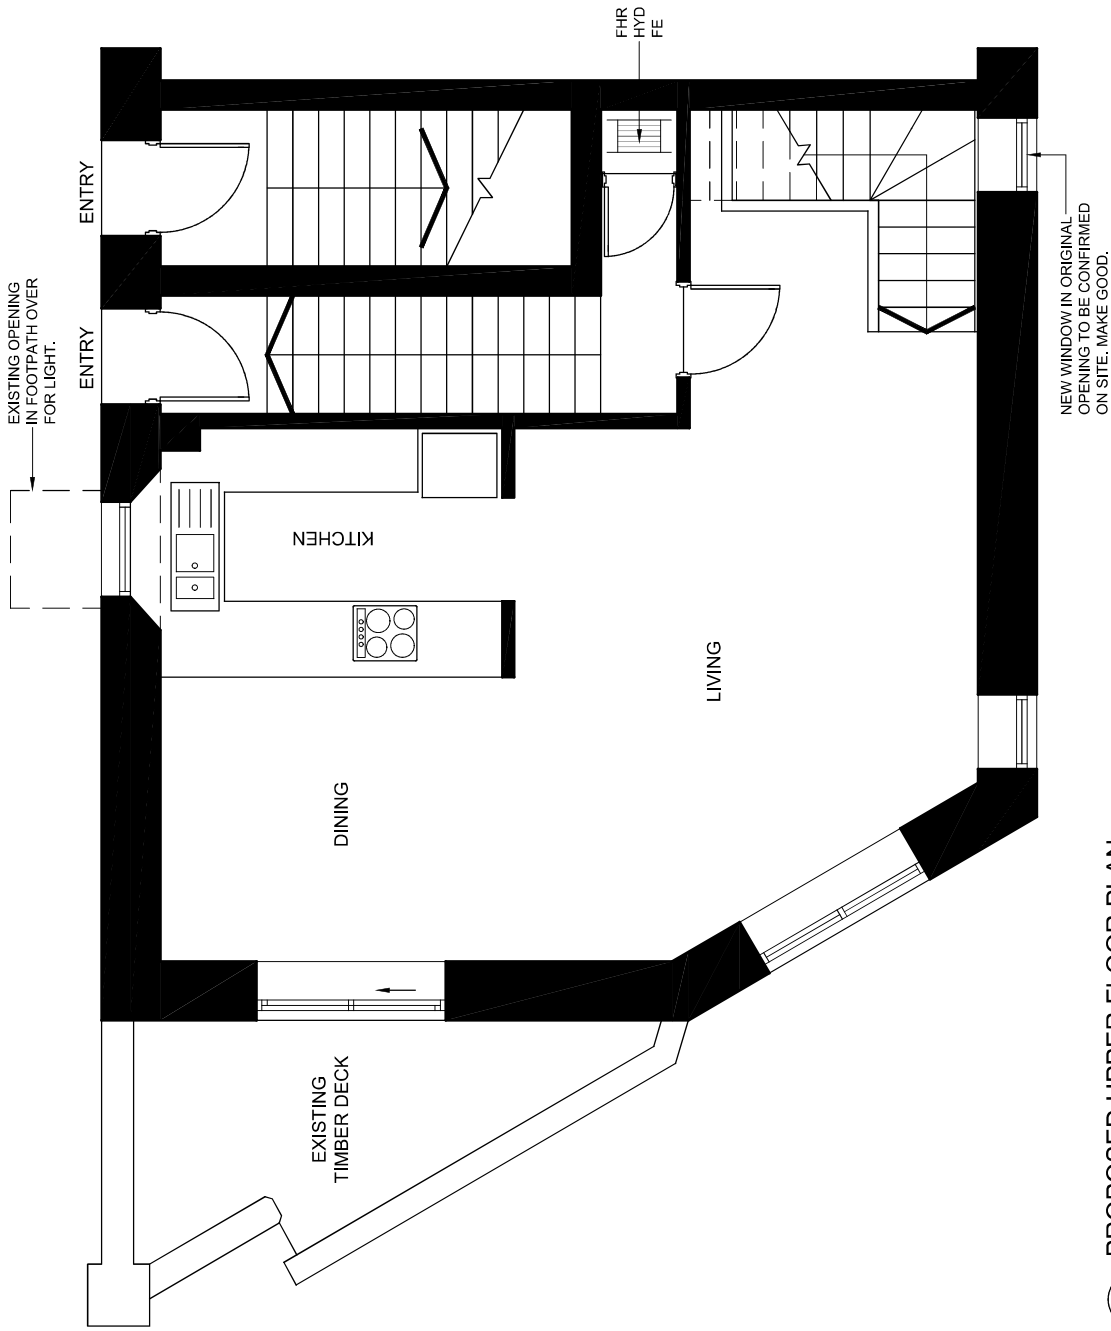 FHR
HYD
FE
ENTRY
ENTRY
EXISTING OPENING
IN FOOTPATH OVER
FOR LIGHT.
NEW WINDOW IN ORIGINAL
OPENING TO BE CONFIRMED
ON SITE. MAKE GOOD.
KITCHEN
LIVING
DINING
EXISTING
TIMBER DECK
PROPOSED UPPER FLOOR PLAN